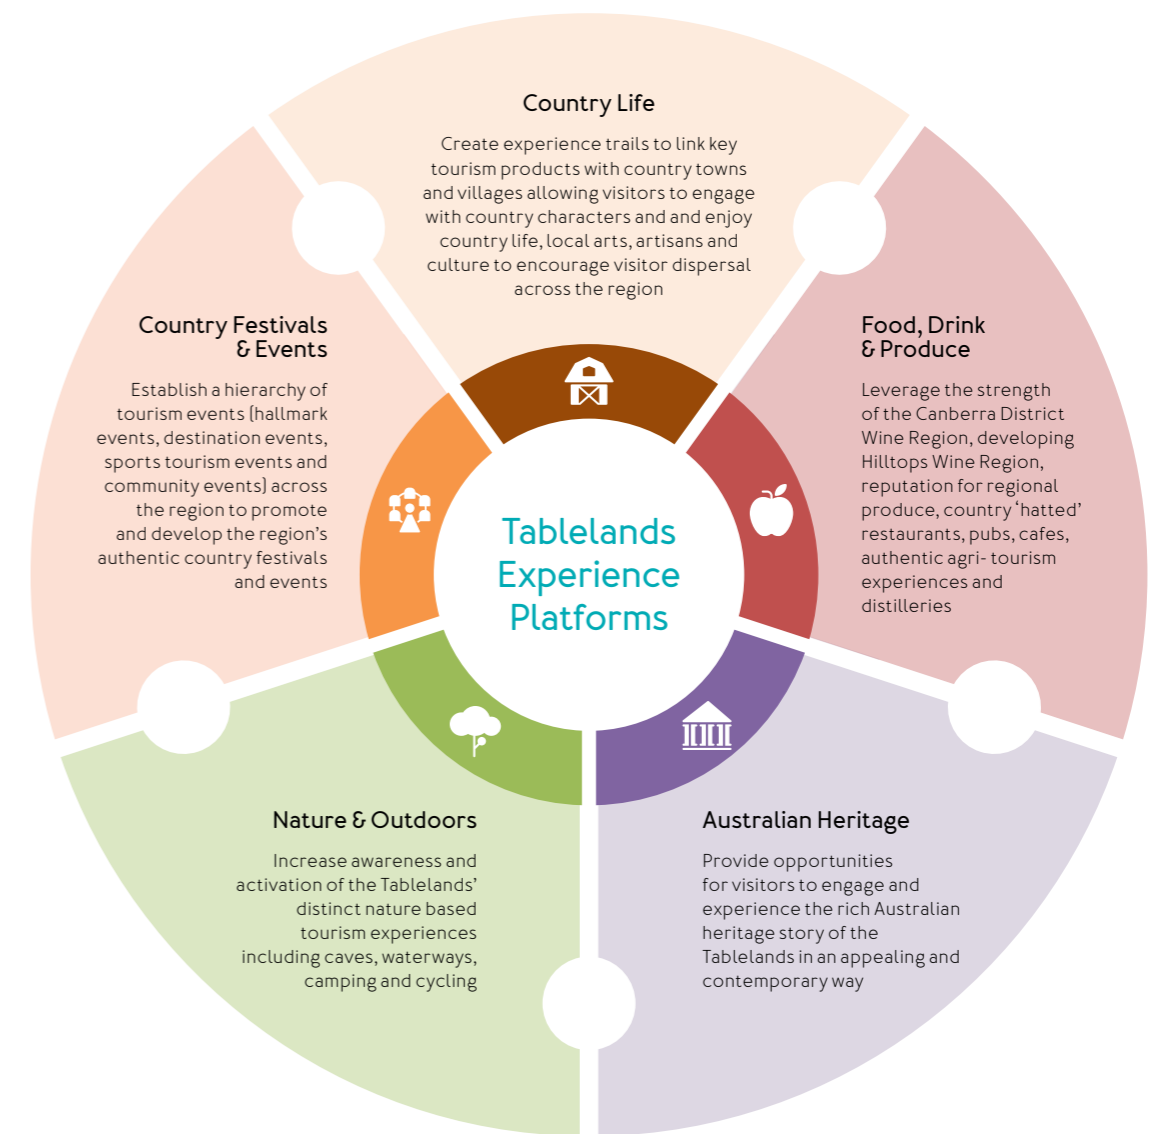 Country Life
Create experience trails to link key
tourism products with country towns
and villages allowing visitors to engage
with country characters and and enjoy
country life, local arts, artisans and
culture to encourage visitor dispersal
across the region
Food, Drink
& Produce
Leverage the strength
of the Canberra District
Wine Region, developing
Hilltops Wine Region,
reputation for regional
produce, country ‘hatted’
restaurants, pubs, cafes,
authentic agri- tourism
experiences and
distilleries
Australian Heritage
Provide opportunities
for visitors to engage and
experience the rich Australian
heritage story of the
Tablelands in an appealing and
contemporary way
Nature & Outdoors
Increase awareness and
activation of the Tablelands’
distinct nature based
tourism experiences
including caves, waterways,
camping and cycling
Country Festivals
& Events
Establish a hierarchy of
tourism events (hallmark
events, destination events,
sports tourism events and
community events) across
the region to promote
and develop the region’s
authentic country festivals
and events
Tablelands
Experience
Platforms